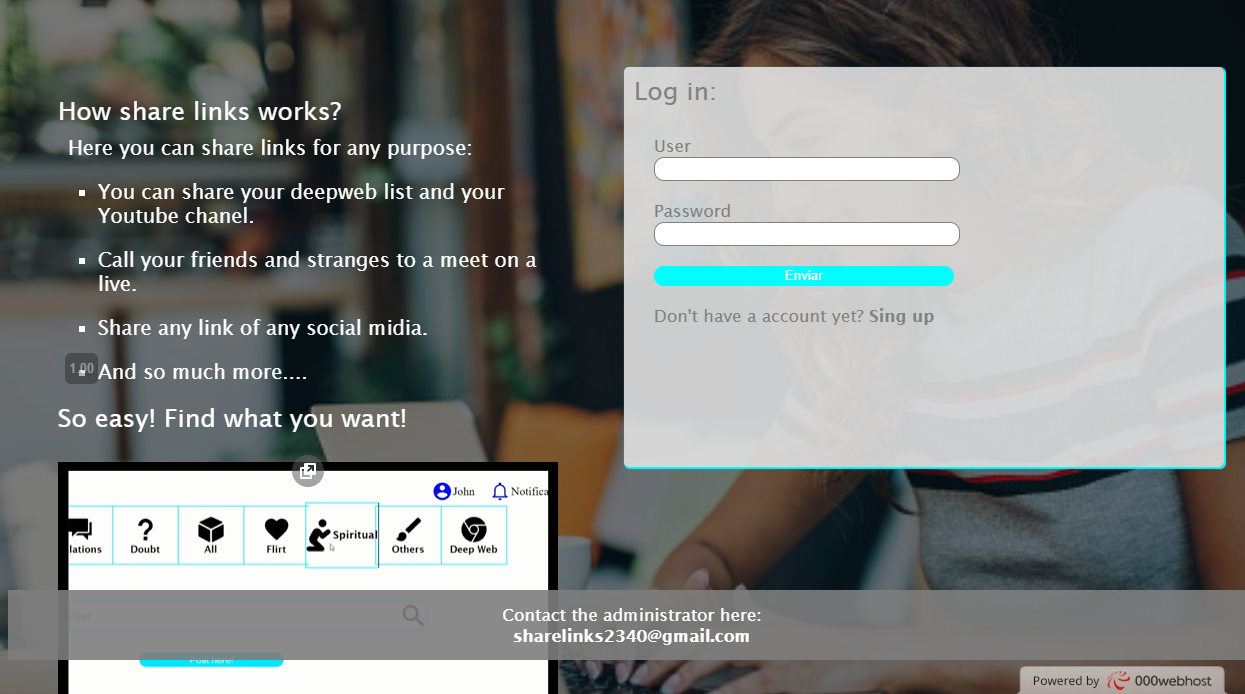 How share links works?
Here you can share links for any purpose:
You can share your deepweb list and your
Youtube chanel.
Call your friends and stranges to a meet on a
live.
Share any link of any social midia.
1.00
And so much more....
So easy! Find what you want!
John
Notifica
lations
Doubt
All
Flirt
Spiritual
Others
Deep Web
User
Post here!
Log in:
User
Password
Enviar
Don't have a account yet? Sing up
Contact the administrator here:
sharelinks2340@gmail.com
Powered by 000webhost